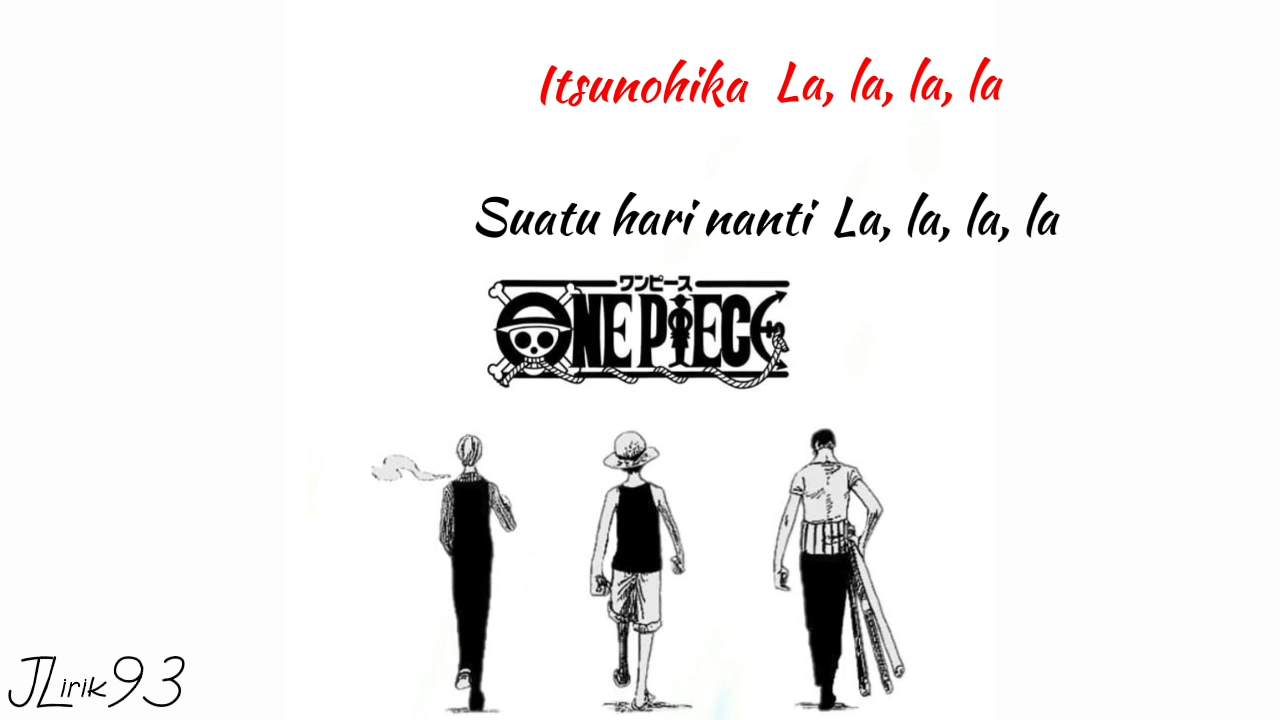 Itsunohika La, la, la, la
Suatu hari nanti La, la, la, la
ワンピース
ONE PIECE
JLirik93